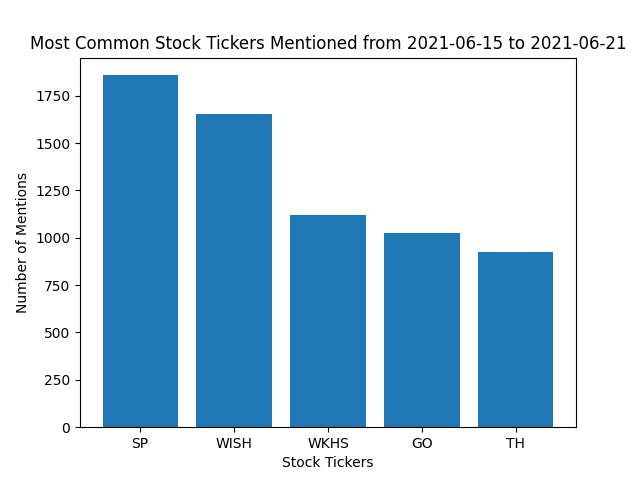 Most Common Stock Tickers Mentioned from 2021-06-15 to 2021-06-21
Number of Mentions
1750
1500
1250
1000
750
500
250
0
SP WISH WKHS GO TH
Stock Tickers